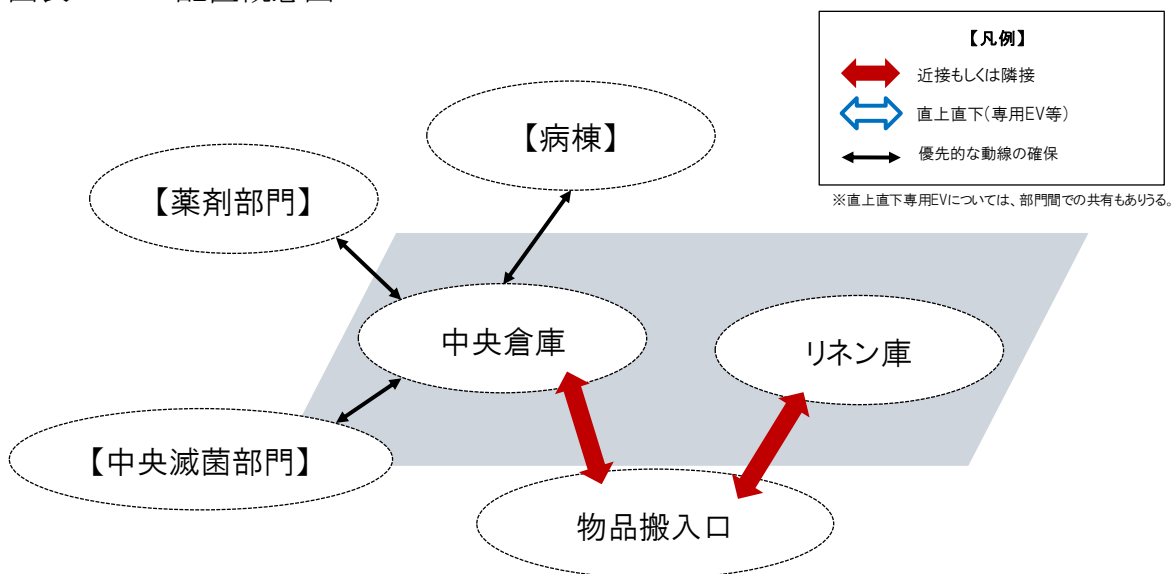 【凡例】
近接もしくは隣接
直上直下(専用EV等)
優先的な動線の確保
※直上直下専用EVについては、部門間での共有もありうる。
【病棟】
【薬剤部門】
中央倉庫
リネン庫
【中央滅菌部門】
物品搬入口